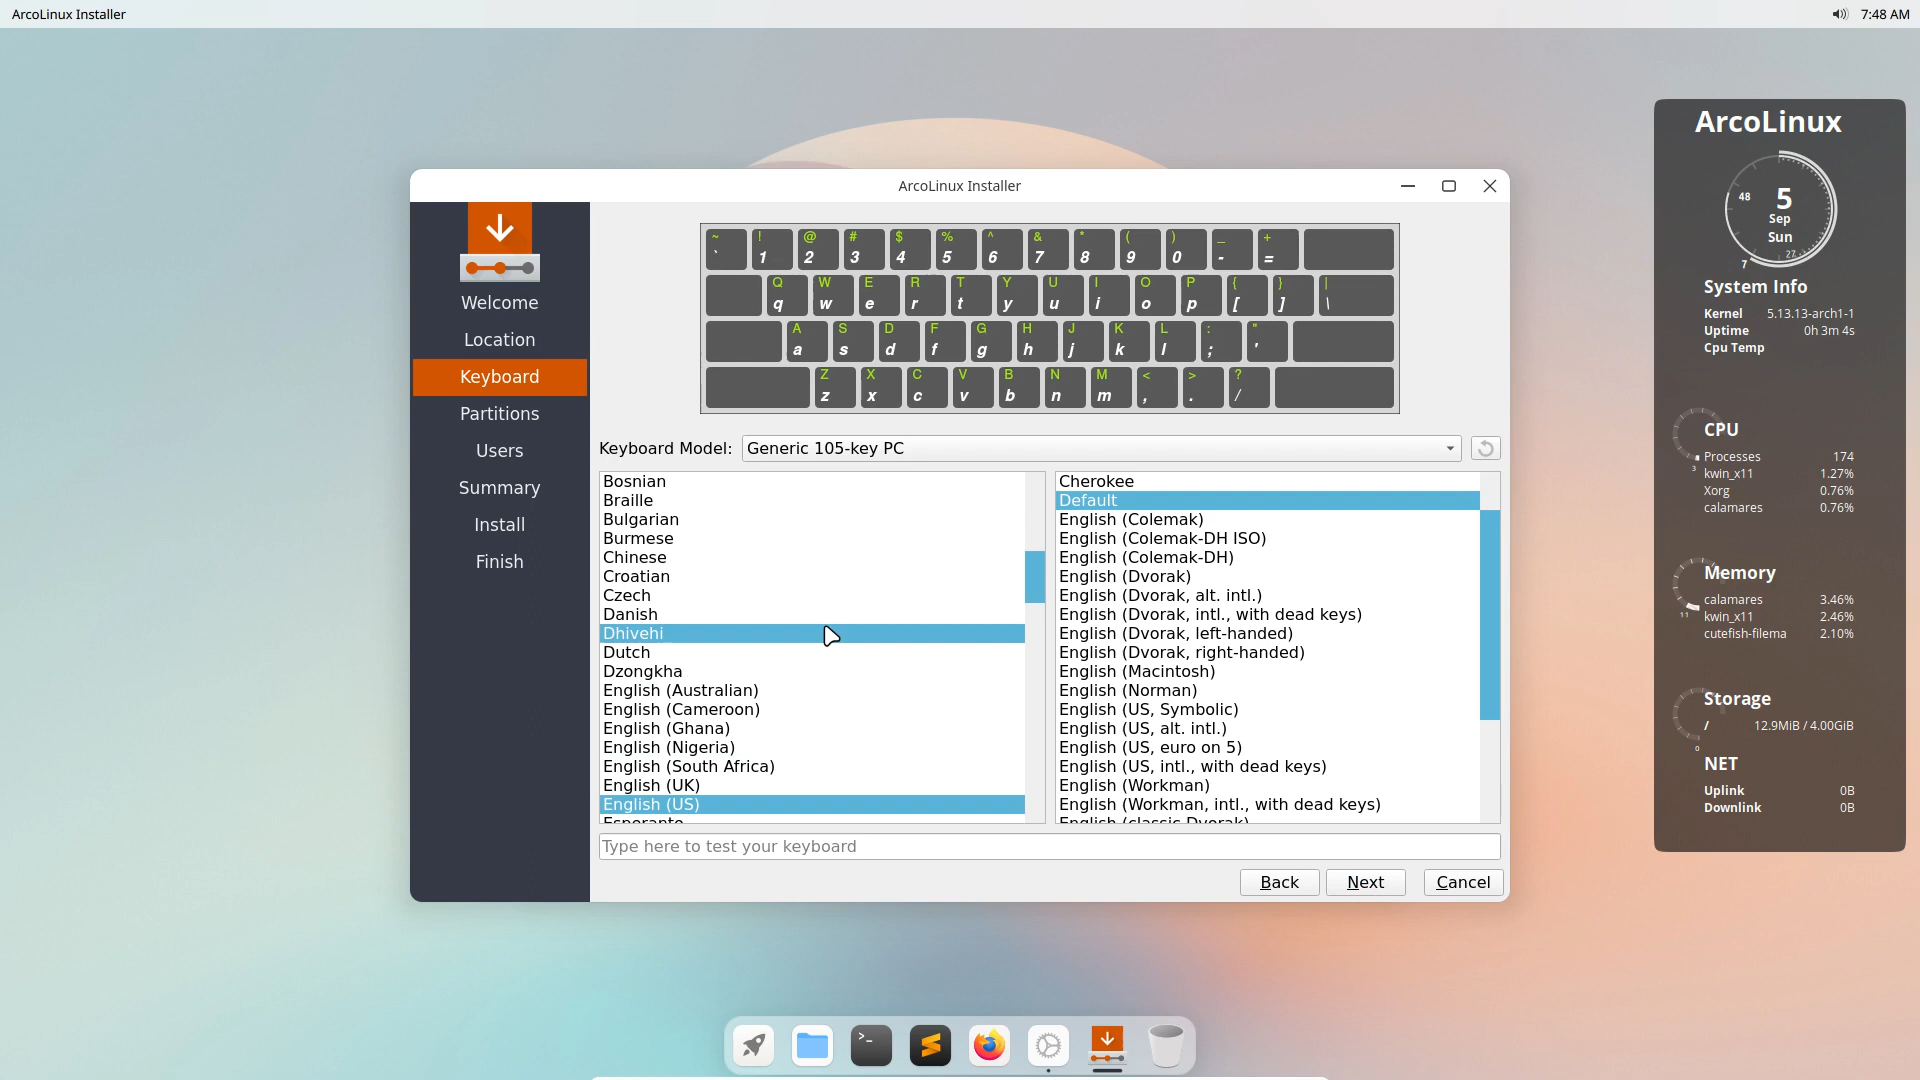 ArcoLinux Installer
7:48 AM
ArcoLinux Installer
Welcome
Location
Keyboard
Partitions
Users
Summary
Install
Finish
~ ! @ # $ % ^ & * ( ) _ +
` 1 2 3 4 5 6 7 8 9 0 - =
Q W E R T Y U I O P { } |
q w e r t y u i o p [ ] \
A S D F G H J K L : "
a s d f g h j k l ; '
Z X C V B N M < > ?
z x c v b n m , . /
Keyboard Model: Generic 105-key PC
Bosnian
Braille
Bulgarian
Burmese
Chinese
Croatian
Czech
Danish
Dhivehi
Dutch
Dzongkha
English (Australian)
English (Cameroon)
English (Ghana)
English (Nigeria)
English (South Africa)
English (UK)
English (US)
Esperanto
Cherokee
Default
English (Colemak)
English (Colemak-DH ISO)
English (Colemak-DH)
English (Dvorak)
English (Dvorak, alt. intl.)
English (Dvorak, intl., with dead keys)
English (Dvorak, left-handed)
English (Dvorak, right-handed)
English (Macintosh)
English (Norman)
English (US, Symbolic)
English (US, alt. intl.)
English (US, euro on 5)
English (US, intl., with dead keys)
English (Workman)
English (Workman, intl., with dead keys)
English (classic Dvorak)
Type here to test your keyboard
Back Next Cancel
ArcoLinux
48 5
Sep
Sun
27
7
System Info
Kernel 5.13.13-arch1-1
Uptime 0h 3m 4s
Cpu Temp
CPU
3
Processes 174
kwin_x11 1.27%
Xorg 0.76%
calamares 0.76%
Memory
11
calamares 3.46%
kwin_x11 2.46%
cutefish-filema 2.10%
Storage
/ 12.9MiB / 4.00GiB
0
NET
Uplink 0B
Downlink 0B
>_